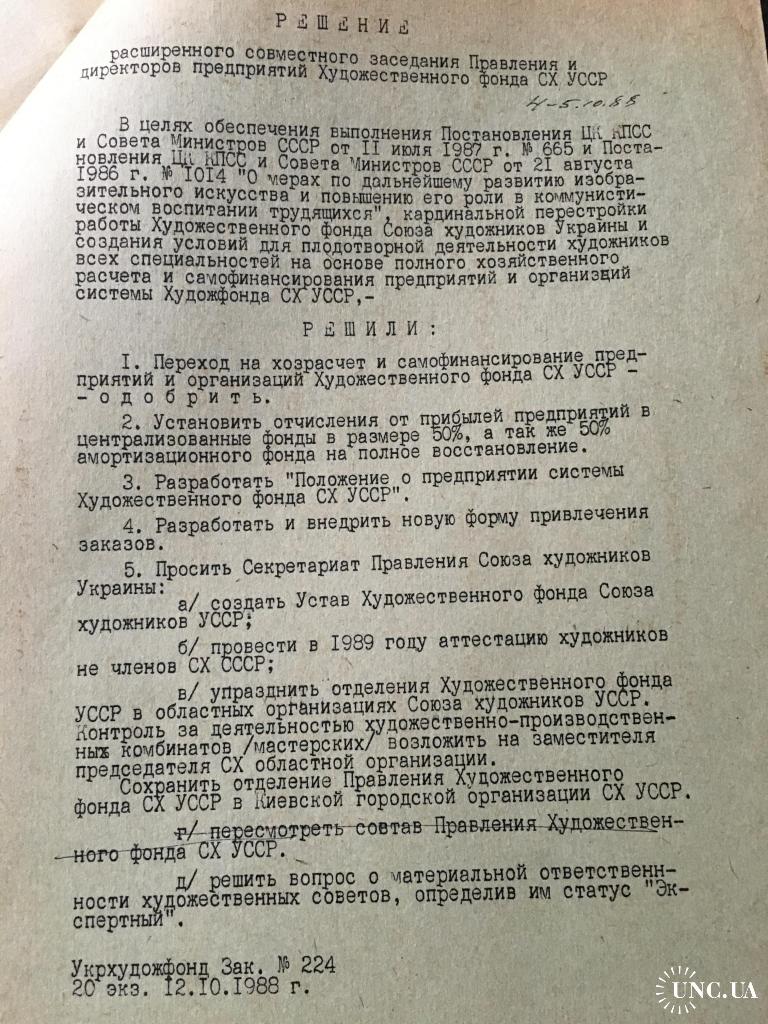 Р Е Ш Е Н И Е
расширенного совместного заседания Правления и
директоров предприятий Художественного фонда СХ УССР
4-5.10.88
В целях обеспечения выполнения Постановления ЦК КПСС
и Совета Министров СССР от II июля 1987 г. № 665 и Поста-
новления ЦК КПСС и Совета Министров СССР от 21 августа
1986 г. № 1014 "О мерах по дальнейшему развитию изобра-
зительного искусства и повышению его роли в коммунисти-
ческом воспитании трудящихся", кардинальной перестройки
работы Художественного фонда Союза художников Украины и
создания условий для плодотворной деятельности художников
всех специальностей на основе полного хозяйственного
расчета и самофинансирования предприятий и организаций
системы Художфонда СХ УССР,-
Р Е Ш И Л И :
I. Переход на хозрасчет и самофинансирование пред-
приятий и организаций Художественного фонда СХ УССР -
- о д о б р и т ь.
2. Установить отчисления от прибылей предприятий в
централизованные фонды в размере 50%, а так же 50%
амортизационного фонда на полное восстановление.
3. Разработать "Положение о предприятии системы
Художественного фонда СХ УССР".
4. Разработать и внедрить новую форму привлечения
заказов.
5. Просить Секретариат Правления Союза художников
Украины:
а/ создать Устав Художественного фонда Союза
художников УССР;
б/ провести в 1989 году аттестацию художников
не членов СХ СССР;
в/ упразднить отделения Художественного фонда
УССР в областных организациях Союза художников УССР.
Контроль за деятельностью художественно-производствен-
ных комбинатов /мастерских/ возложить на заместителя
председателя СХ областной организации.
Сохранить отделение Правления Художественного
фонда СХ УССР в Киевской городской организации СХ УССР.
г/ пересмотреть состав Правления Художествен-
ного фонда СХ УССР.
д/ решить вопрос о материальной ответственн-
ности художественных советов, определив им статус "Эк-
спертный".
Укрхудожфонд Зак. № 224
20 экз. 12.10.1988 г.
UNC.UA